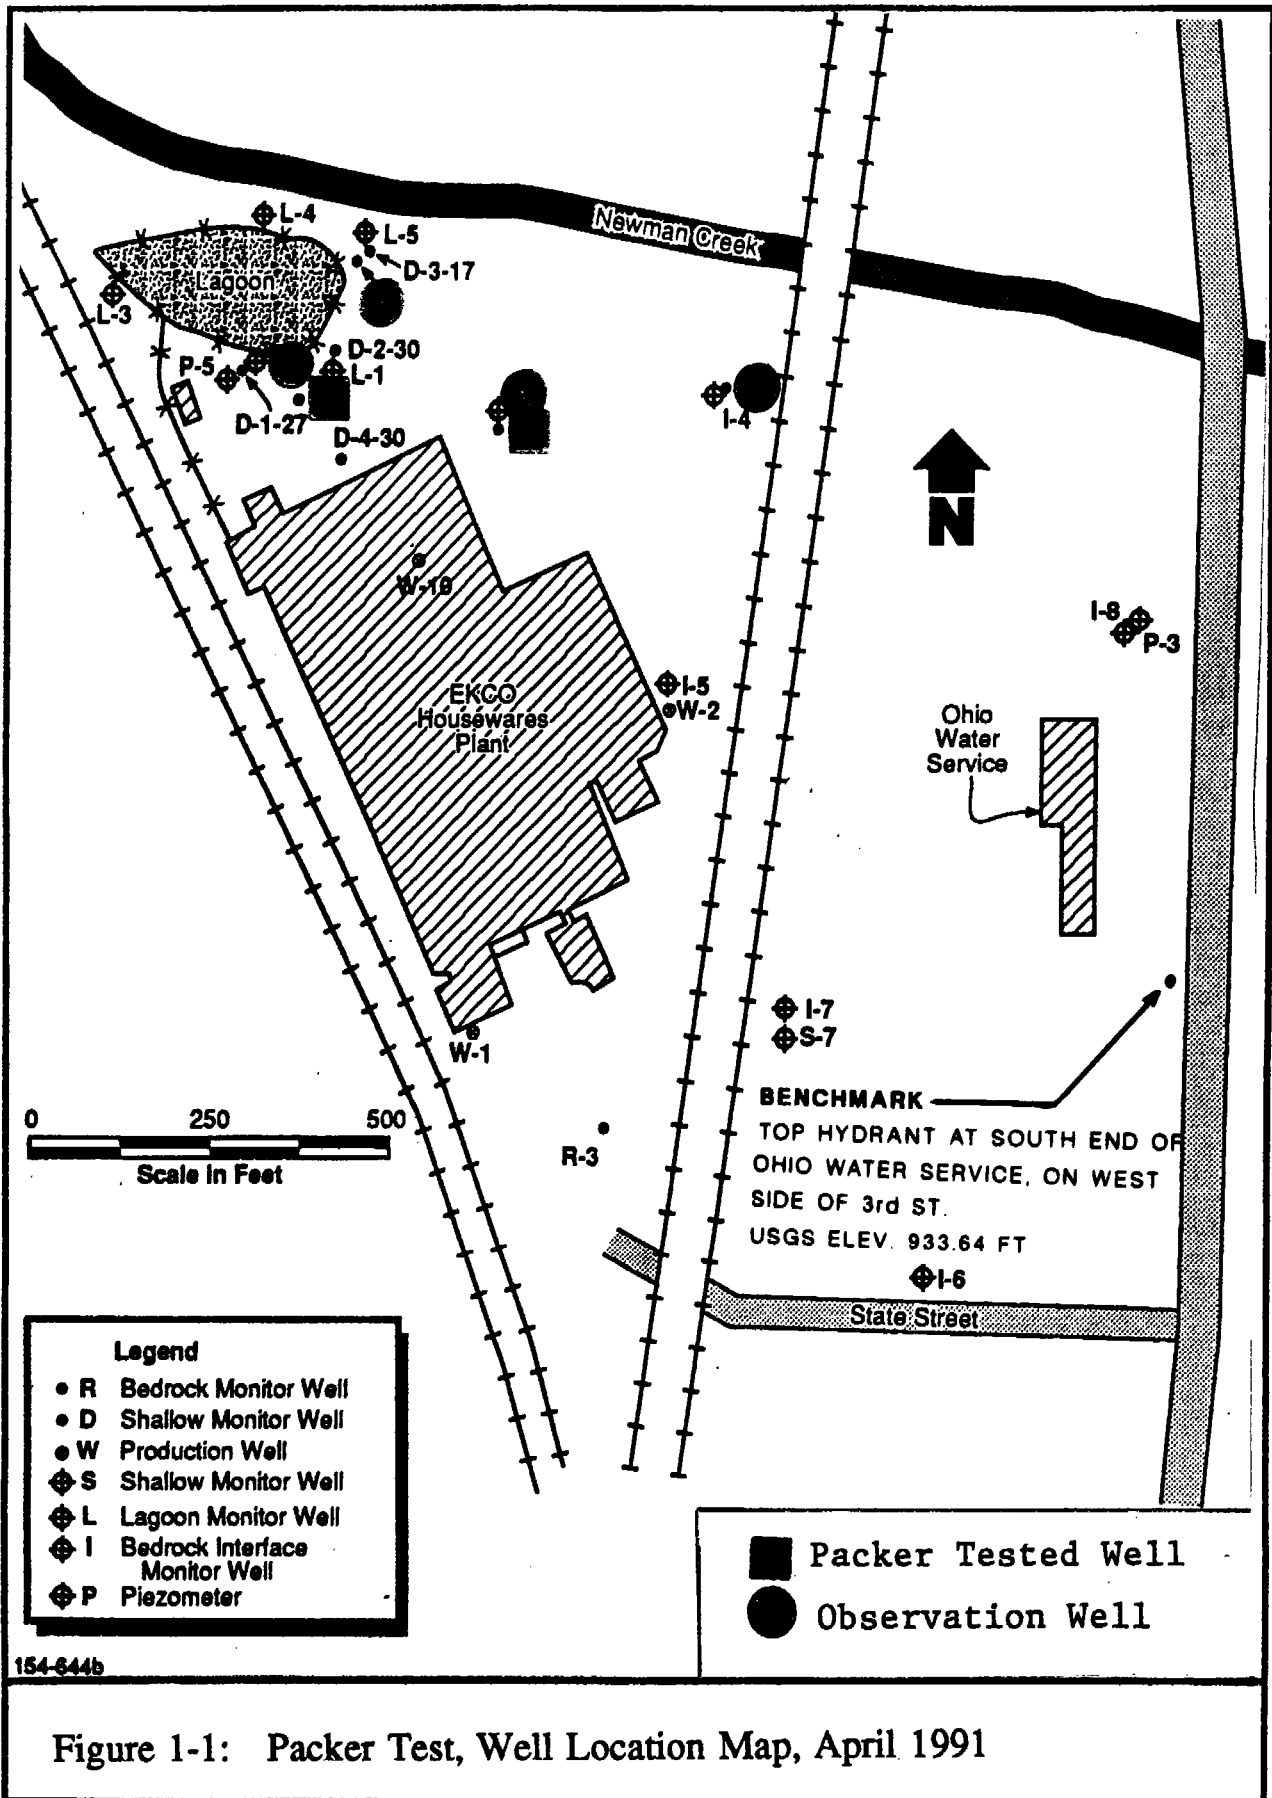 Newman Creek
L-4
L-5
D-3-17
Lagoon
L-3
D-2-30
P-5
L-1
D-1-27
D-4-30
I-4
N
W-10
I-8
P-3
I-5
W-2
EKCO
Housewares
Plant
Ohio
Water
Service
I-7
S-7
W-1
BENCHMARK
TOP HYDRANT AT SOUTH END OF
OHIO WATER SERVICE, ON WEST
SIDE OF 3rd ST.
USGS ELEV. 933.64 FT
0 250 500
Scale in Feet
R-3
I-6
State Street
Legend
R Bedrock Monitor Well
D Shallow Monitor Well
W Production Well
S Shallow Monitor Well
L Lagoon Monitor Well
I Bedrock Interface
Monitor Well
P Piezometer
Packer Tested Well
Observation Well
154-644b
Figure 1-1: Packer Test, Well Location Map, April 1991